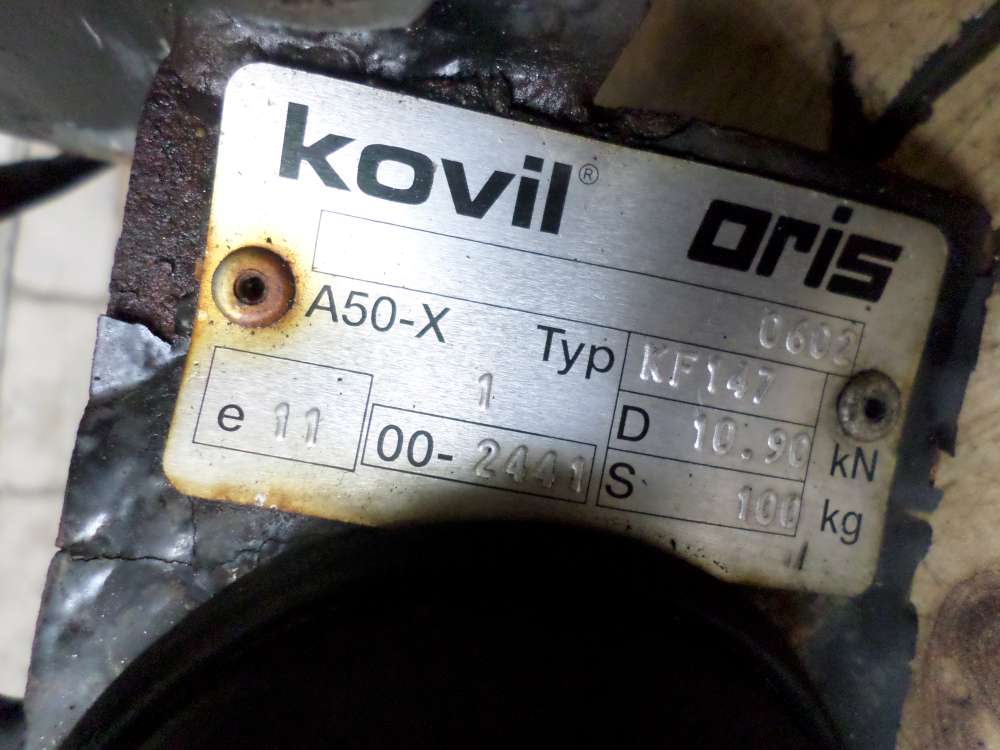 kovil® oris
0602
A50-X 1 Typ KF147
e 11 00-2441 D 10.90 kN
S 100 kg